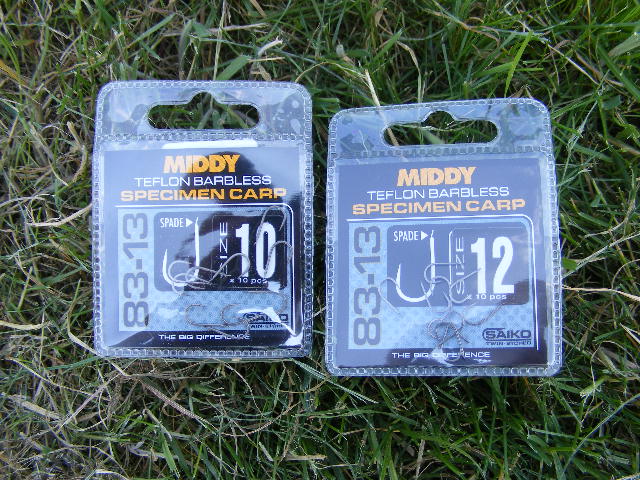 MIDDY
TEFLON BARBLESS
SPECIMEN CARP
83-13
SPADE
SIZE
10
x 10 pcs
SAIKO
THE BIG DIFFERENCE
MIDDY
TEFLON BARBLESS
SPECIMEN CARP
83-13
SPADE
SIZE
12
x 10 pcs
SAIKO
THE BIG DIFFERENCE